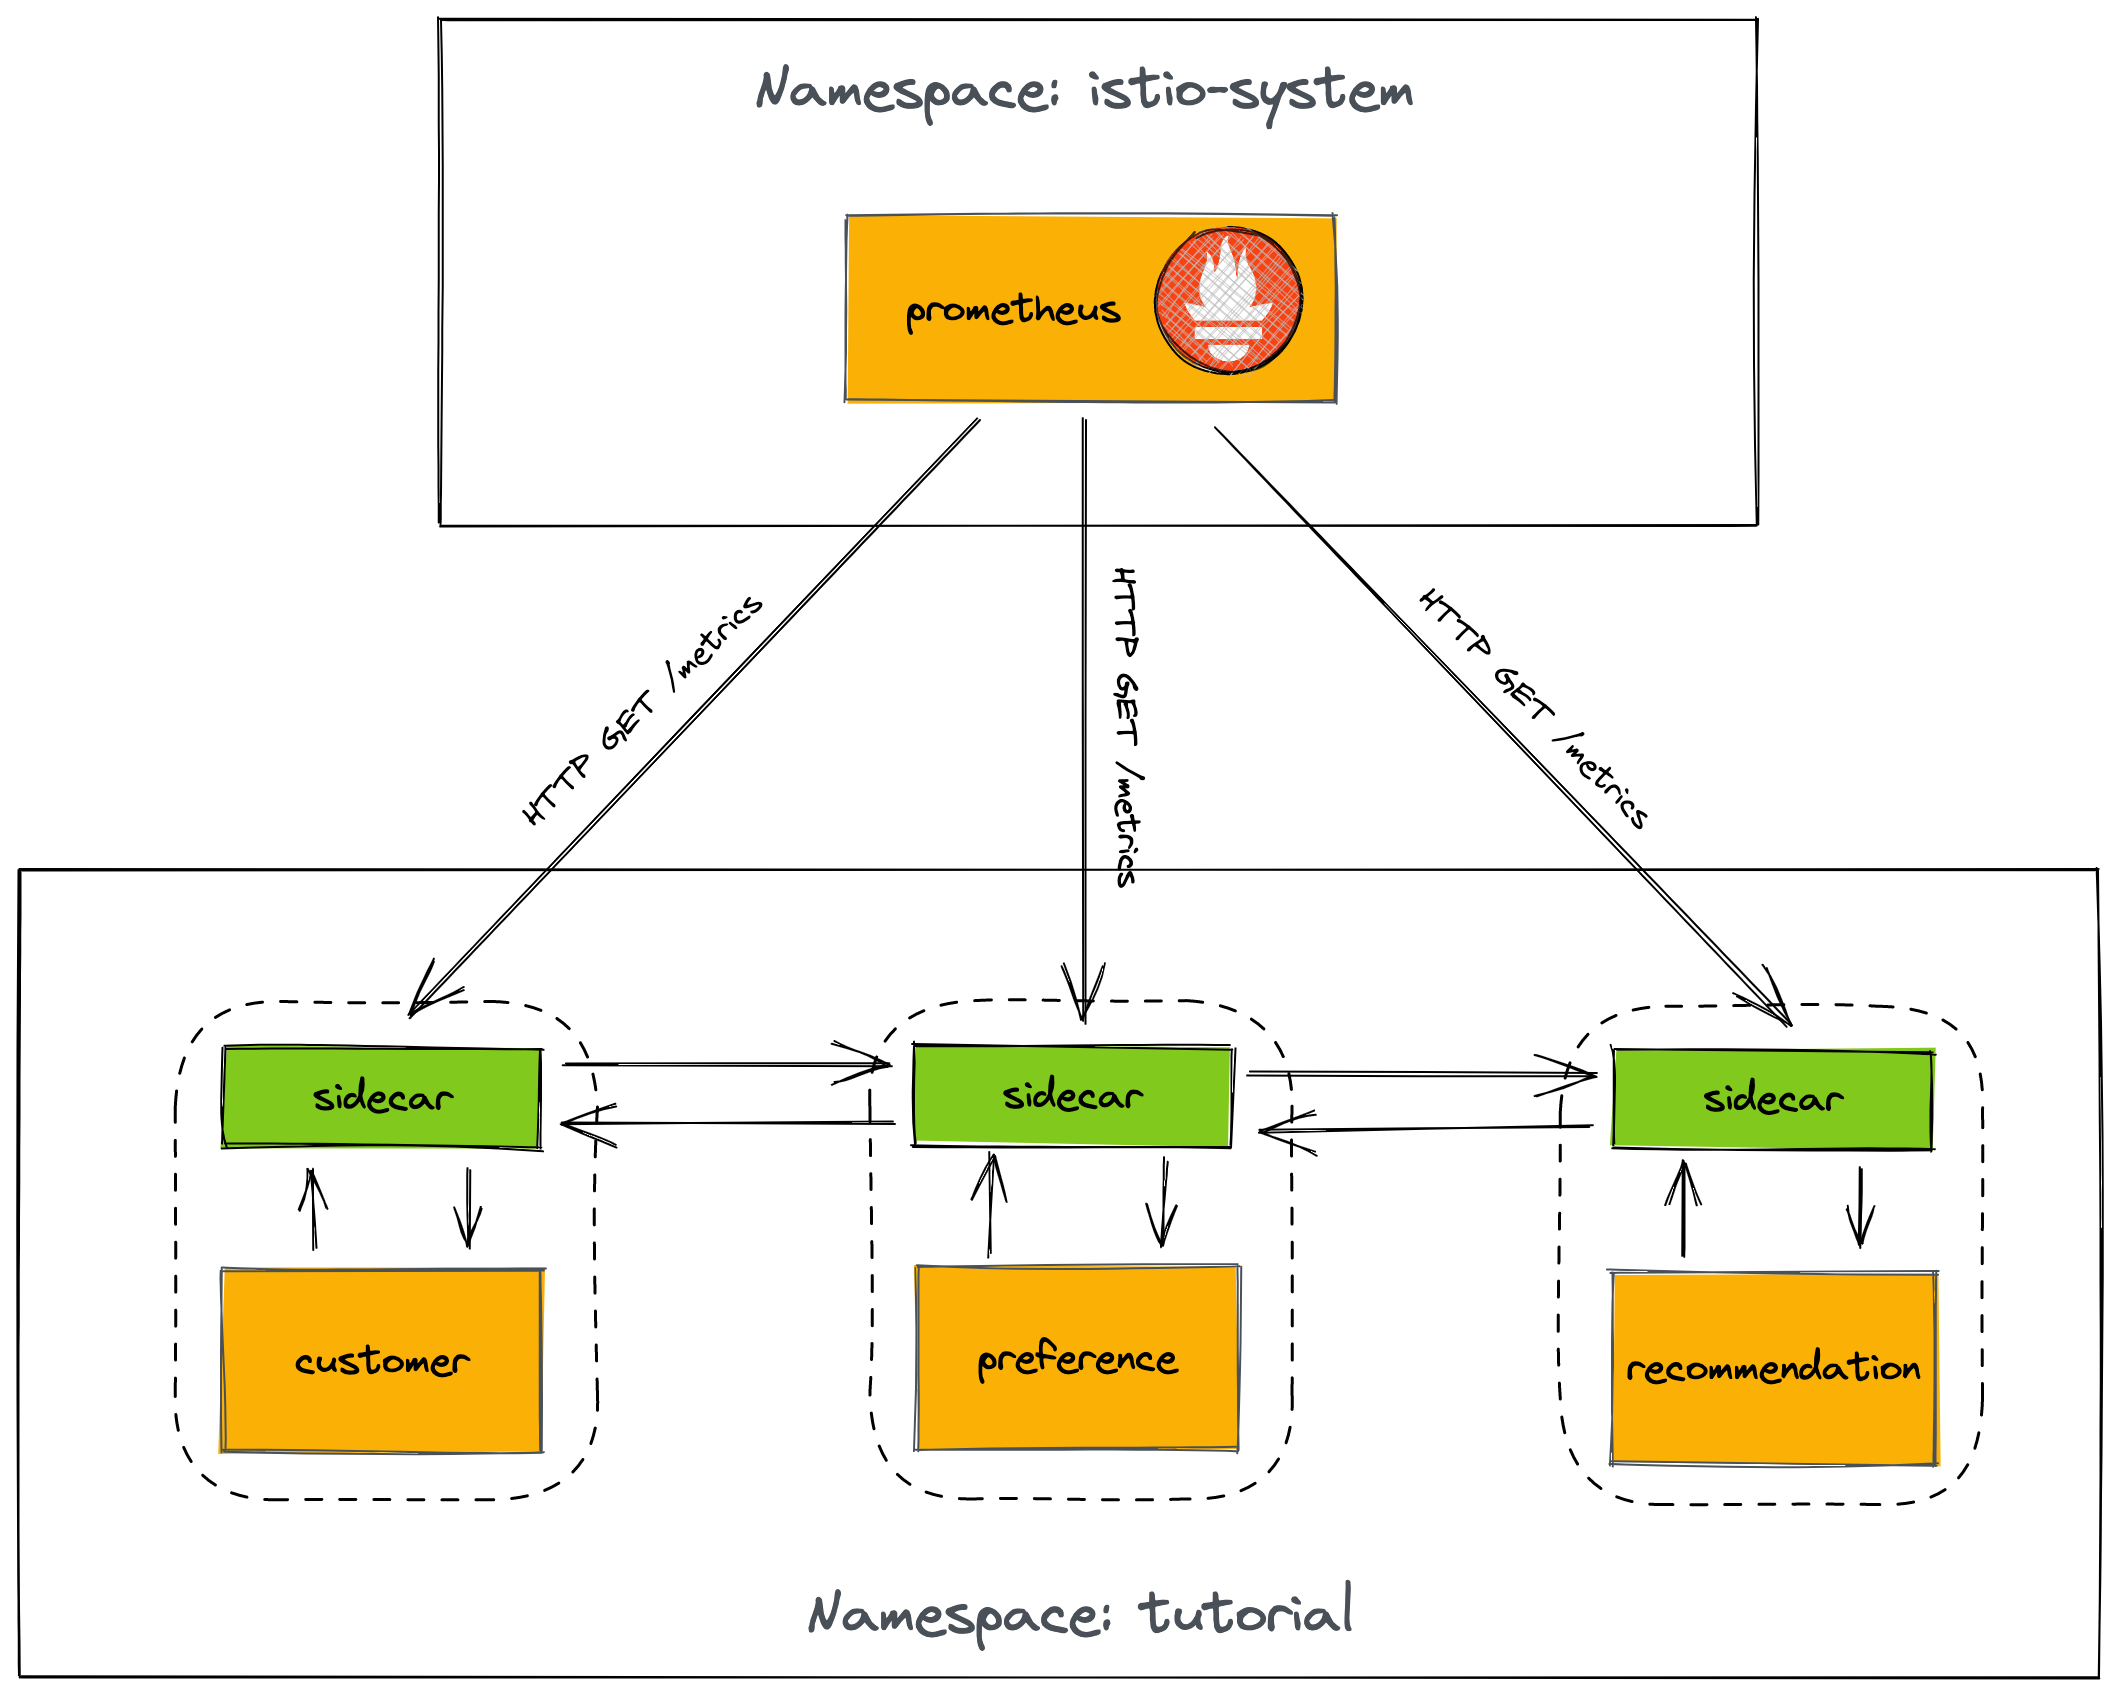 Namespace: istio-system
prometheus
HTTP GET /metrics
HTTP GET /metrics
HTTP GET /metrics
sidecar
sidecar
sidecar
customer
preference
recommendation
Namespace: tutorial